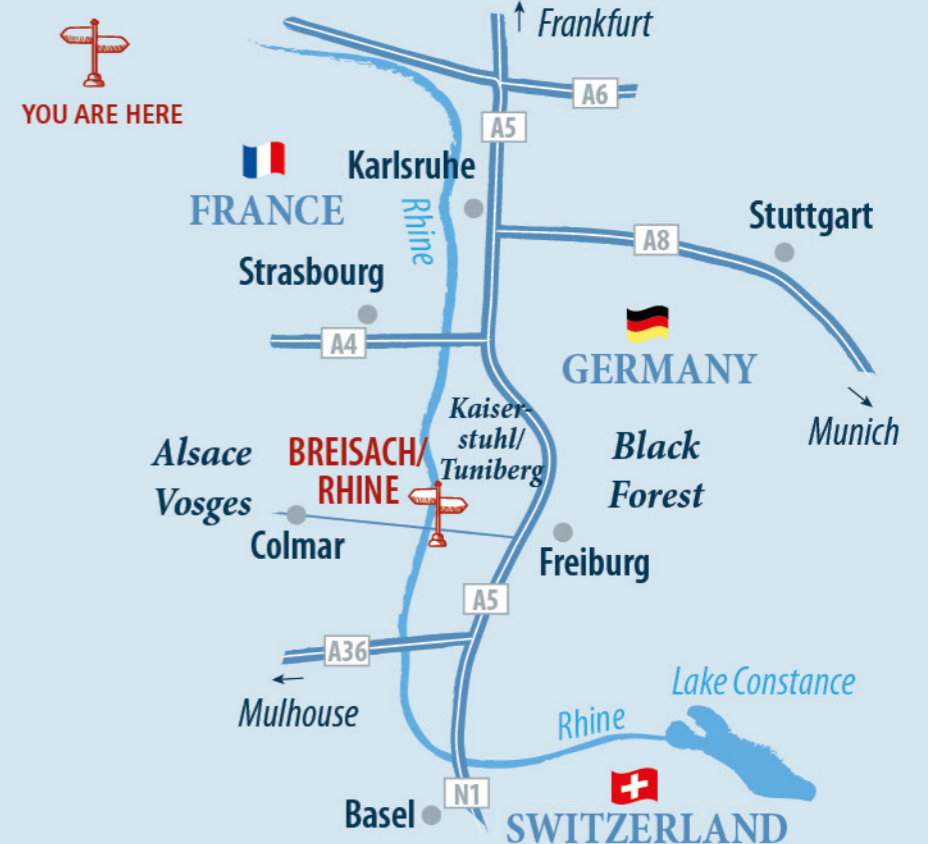 Frankfurt
YOU ARE HERE
A6
A5
Karlsruhe
FRANCE
Rhine
Stuttgart
A8
Strasbourg
A4
GERMANY
Munich
Kaiser-
stuhl/
Tuniberg
Alsace
Vosges
BREISACH/
RHINE
Black
Forest
Colmar
Freiburg
A5
A36
Mulhouse
Lake Constance
Rhine
N1
Basel
SWITZERLAND